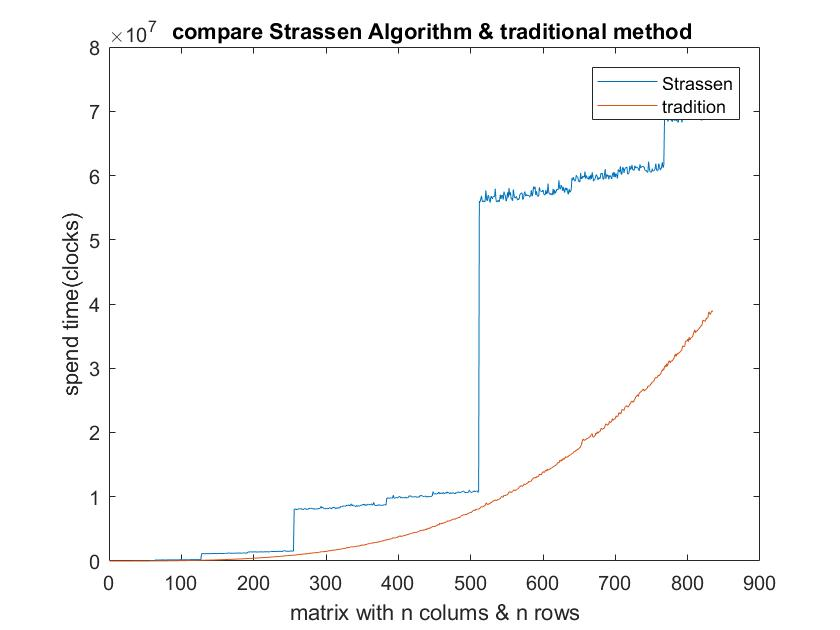 ×10^7 compare Strassen Algorithm & traditional method
Strassen
tradition
8
7
6
5
4
3
2
1
0
spend time(clocks)
0 100 200 300 400 500 600 700 800 900
matrix with n colums & n rows